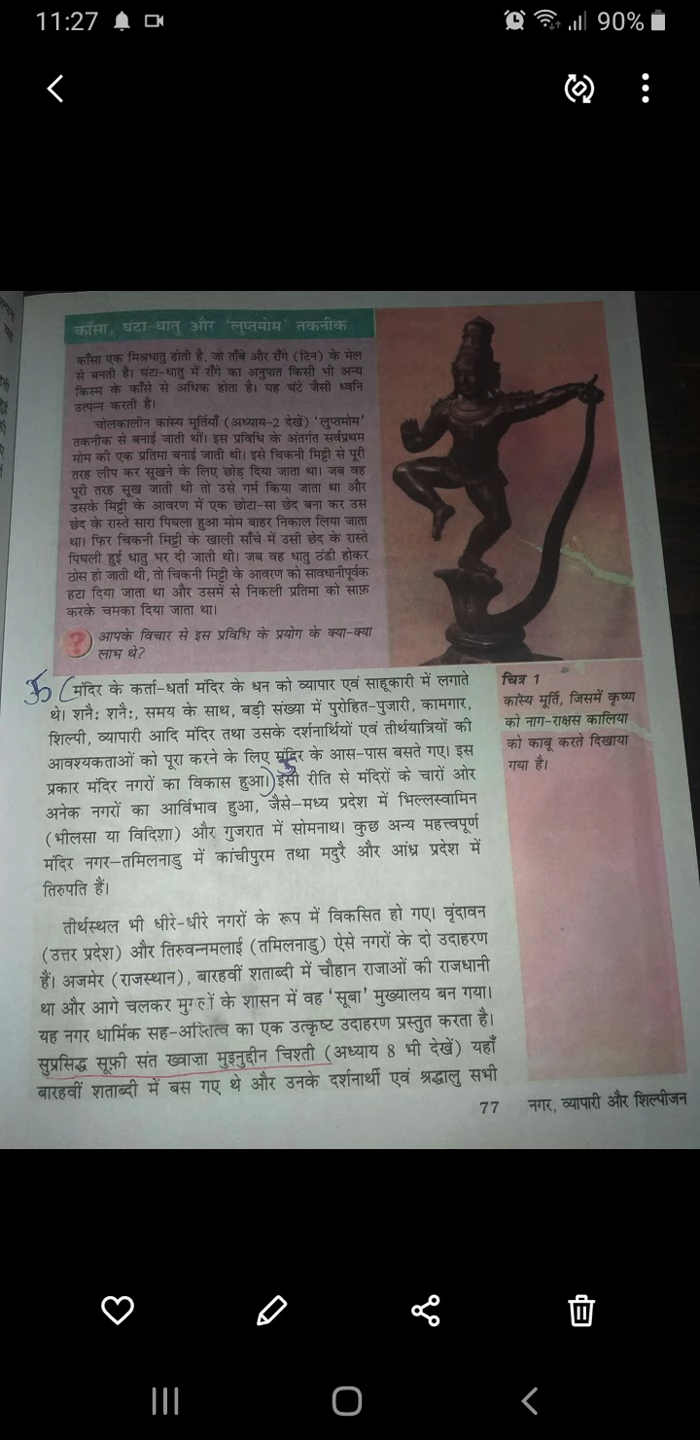 11:27
90%
काँसा, घंटा-धातु और 'लुप्तमोम' तकनीक
काँसा एक मिश्रधातु होती है, जो ताँबे और राँगे (टिन) के मेल
से बनती है। घंटा-धातु में राँगे का अनुपात किसी भी अन्य
किस्म के काँसे से अधिक होता है। यह घंटे जैसी ध्वनि
उत्पन्न करती है।
चोलकालीन कांस्य मूर्तियाँ (अध्याय-2 देखें) 'लुप्तमोम'
तकनीक से बनाई जाती थीं। इस प्रविधि के अंतर्गत सर्वप्रथम
मोम की एक प्रतिमा बनाई जाती थी। इसे चिकनी मिट्टी से पूरी
तरह लीप कर सूखने के लिए छोड़ दिया जाता था। जब वह
पूरी तरह सूख जाती थी तो उसे गर्म किया जाता था और
उसके मिट्टी के आवरण में एक छोटा-सा छेद बना कर उस
छेद के रास्ते सारा पिघला हुआ मोम बाहर निकाल लिया जाता
था। फिर चिकनी मिट्टी के खाली साँचे में उसी छेद के रास्ते
पिघली हुई धातु भर दी जाती थी। जब वह धातु ठंडी होकर
ठोस हो जाती थी, तो चिकनी मिट्टी के आवरण को सावधानीपूर्वक
हटा दिया जाता था और उसमें से निकली प्रतिमा को साफ़
करके चमका दिया जाता था।
? आपके विचार से इस प्रविधि के प्रयोग के क्या-क्या
लाभ थे?
मंदिर के कर्ता-धर्ता मंदिर के धन को व्यापार एवं साहूकारी में लगाते
थे। शनै: शनै:, समय के साथ, बड़ी संख्या में पुरोहित-पुजारी, कामगार,
शिल्पी, व्यापारी आदि मंदिर तथा उसके दर्शनार्थियों एवं तीर्थयात्रियों की
आवश्यकताओं को पूरा करने के लिए मंदिर के आस-पास बसते गए। इस
प्रकार मंदिर नगरों का विकास हुआ। इसी रीति से मंदिरों के चारों ओर
अनेक नगरों का आर्विभाव हुआ, जैसे–मध्य प्रदेश में भिल्लस्वामिन
(भीलसा या विदिशा) और गुजरात में सोमनाथ। कुछ अन्य महत्त्वपूर्ण
मंदिर नगर–तमिलनाडु में कांचीपुरम तथा मदुरै और आंध्र प्रदेश में
तिरुपति हैं।
चित्र 1
कांस्य मूर्ति, जिसमें कृष्ण
को नाग-राक्षस कालिया
को काबू करते दिखाया
गया है।
तीर्थस्थल भी धीरे-धीरे नगरों के रूप में विकसित हो गए। वृंदावन
(उत्तर प्रदेश) और तिरुवन्नमलाई (तमिलनाडु) ऐसे नगरों के दो उदाहरण
हैं। अजमेर (राजस्थान), बारहवीं शताब्दी में चौहान राजाओं की राजधानी
था और आगे चलकर मुग़लों के शासन में वह 'सूबा' मुख्यालय बन गया।
यह नगर धार्मिक सह-अस्तित्व का एक उत्कृष्ट उदाहरण प्रस्तुत करता है।
सुप्रसिद्ध सूफ़ी संत ख्वाजा मुइनुद्दीन चिश्ती (अध्याय 8 भी देखें) यहाँ
बारहवीं शताब्दी में बस गए थे और उनके दर्शनार्थी एवं श्रद्धालु सभी
77 नगर, व्यापारी और शिल्पीजन